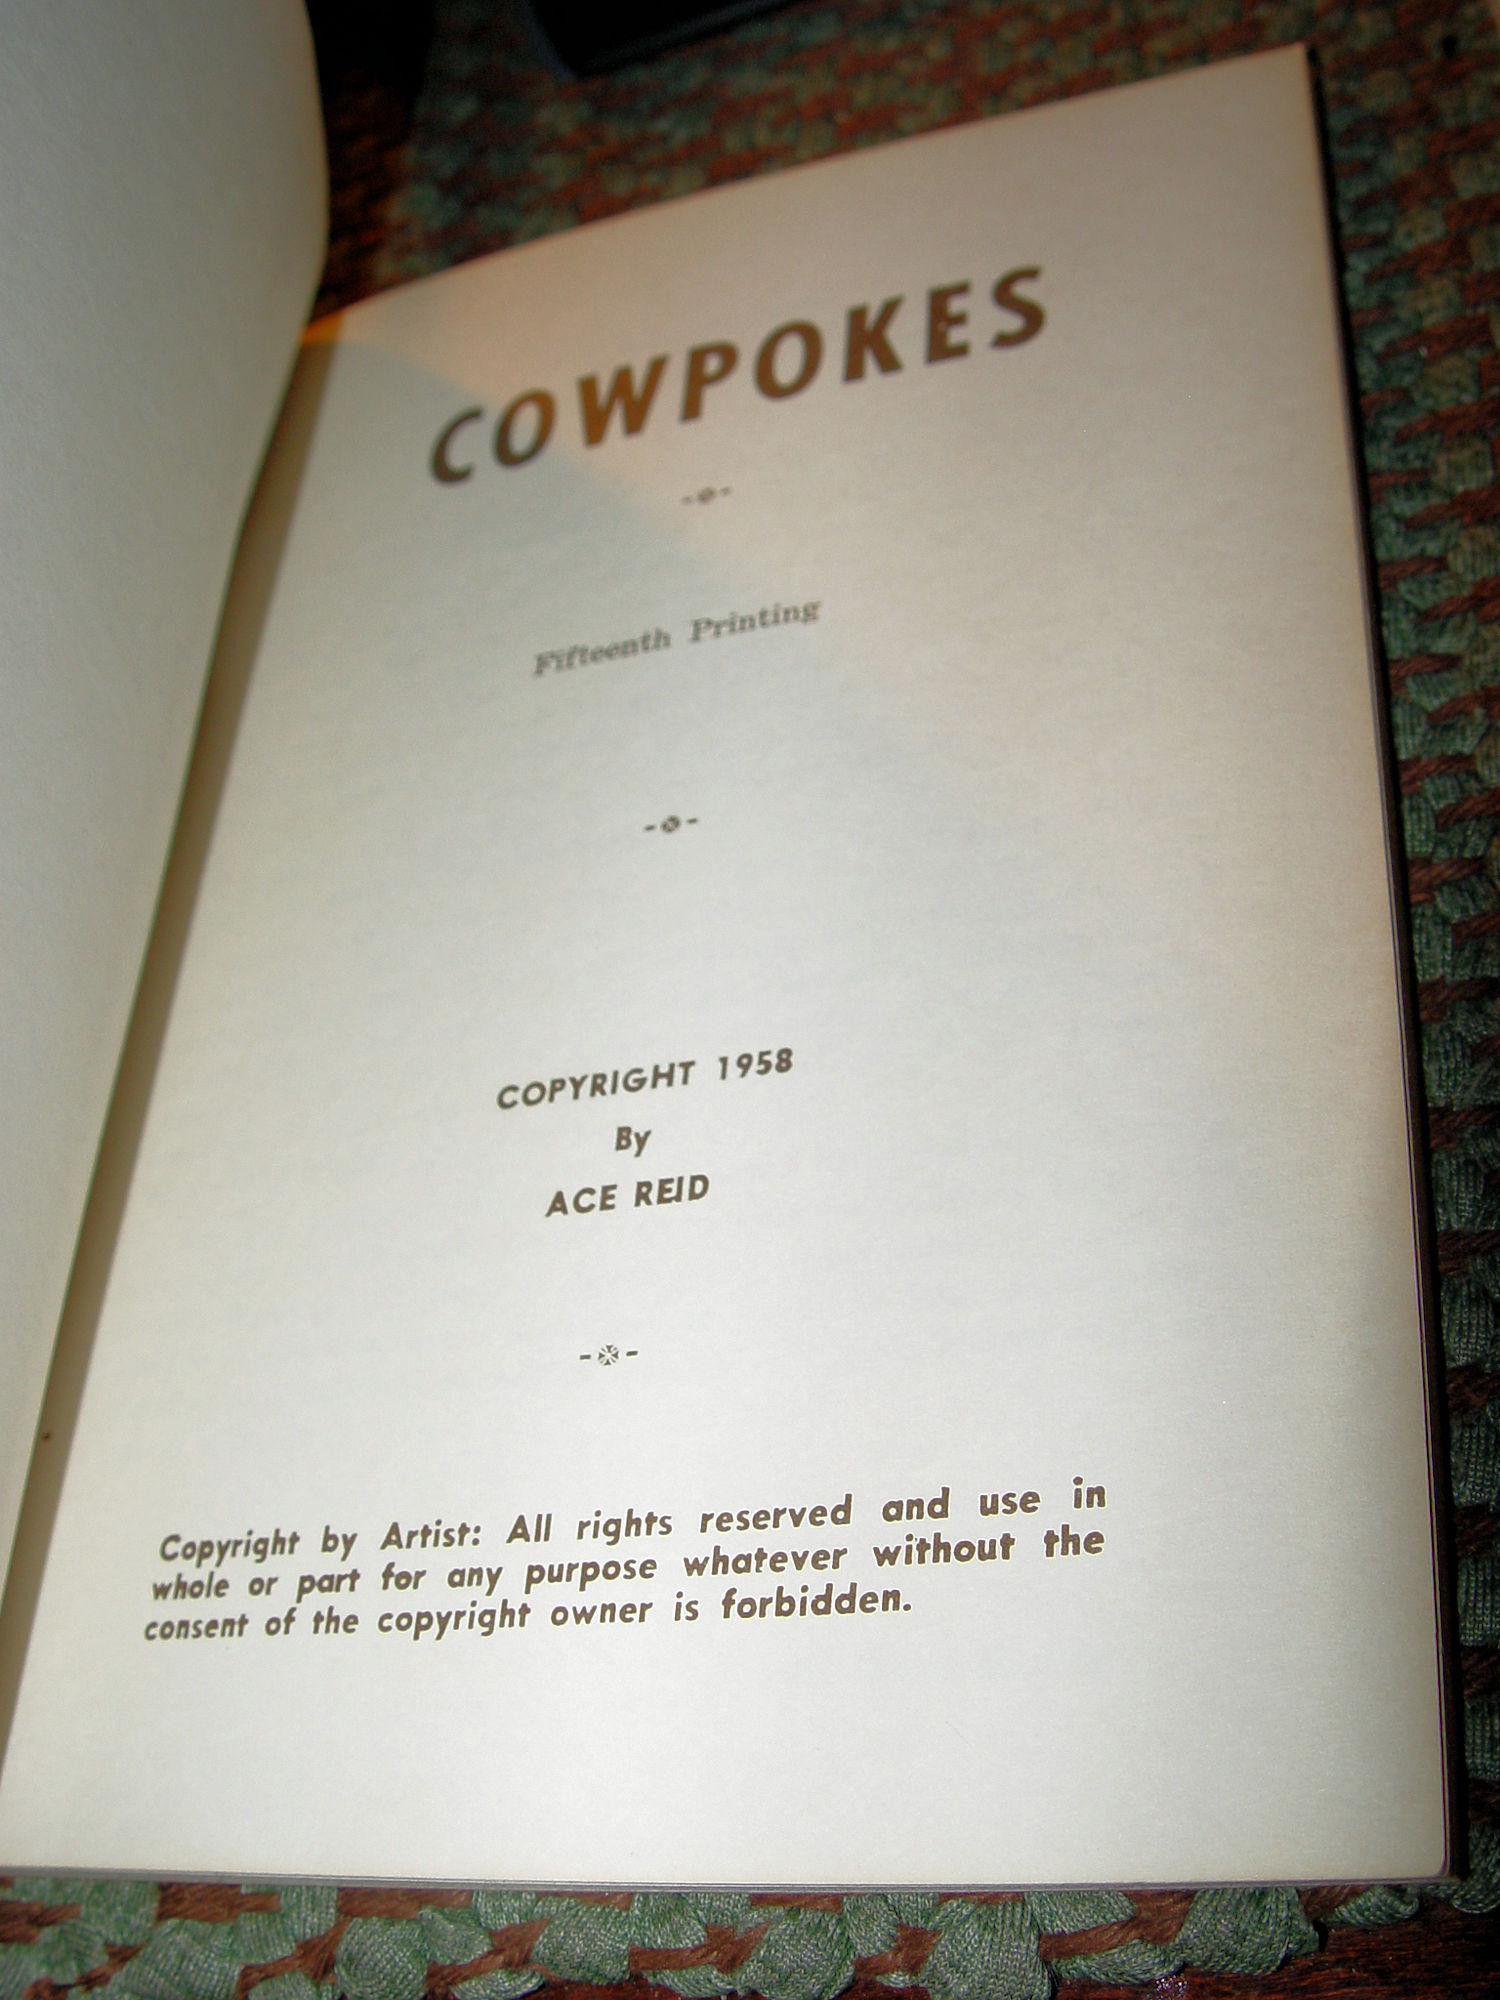 COWPOKES
Fifteenth Printing
COPYRIGHT 1958
By
ACE REID
Copyright by Artist: All rights reserved and use in
whole or part for any purpose whatever without the
consent of the copyright owner is forbidden.